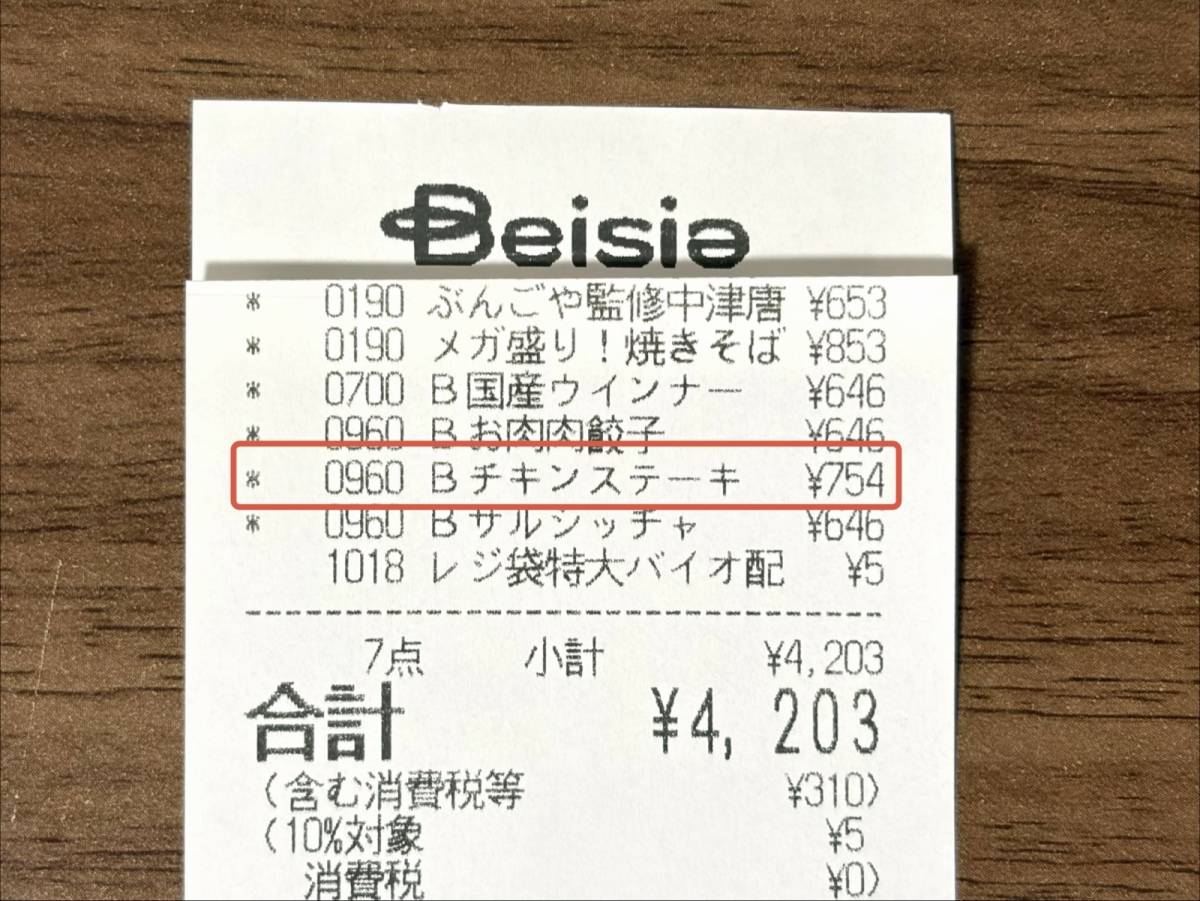 Beisia
* 0190 ぶんごや監修中津唐 ¥653
* 0190 メガ盛り!焼きそば ¥853
* 0700 B国産ウインナー ¥646
* 0960 Bお肉肉餃子 ¥646
* 0960 Bチキンステーキ ¥754
* 0960 Bサルシッチャ ¥646
1018 レジ袋特大バイオ配 ¥5
7点 小計 ¥4,203
合計 ¥4,203
(含む消費税等 ¥310)
(10%対象 ¥5
消費税 ¥0)